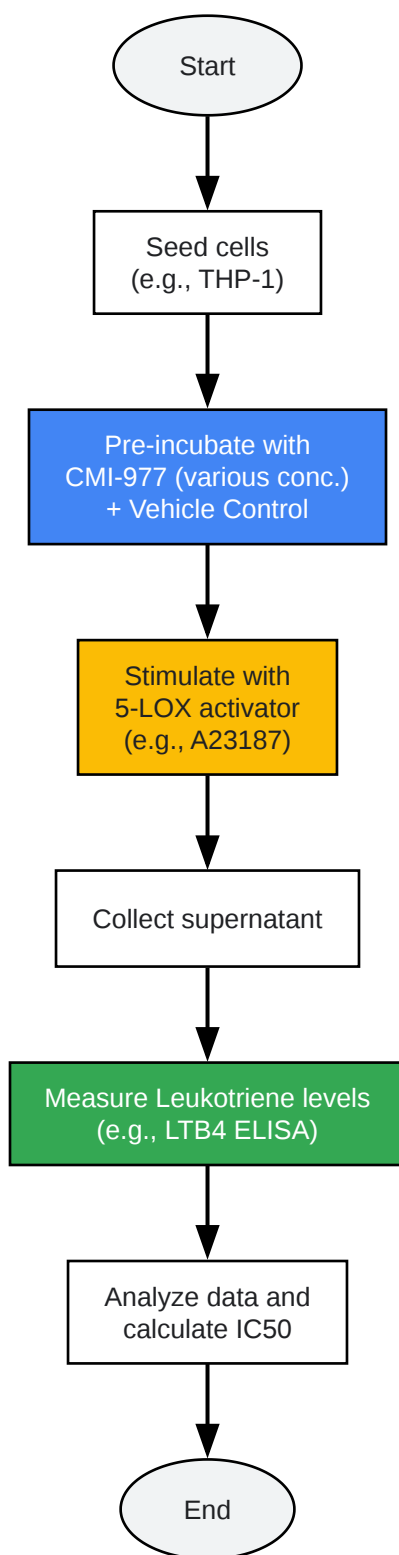 Start
Seed cells
(e.g., THP-1)
Pre-incubate with
CMI-977 (various conc.)
+ Vehicle Control
Stimulate with
5-LOX activator
(e.g., A23187)
Collect supernatant
Measure Leukotriene levels
(e.g., LTB4 ELISA)
Analyze data and
calculate IC50
End